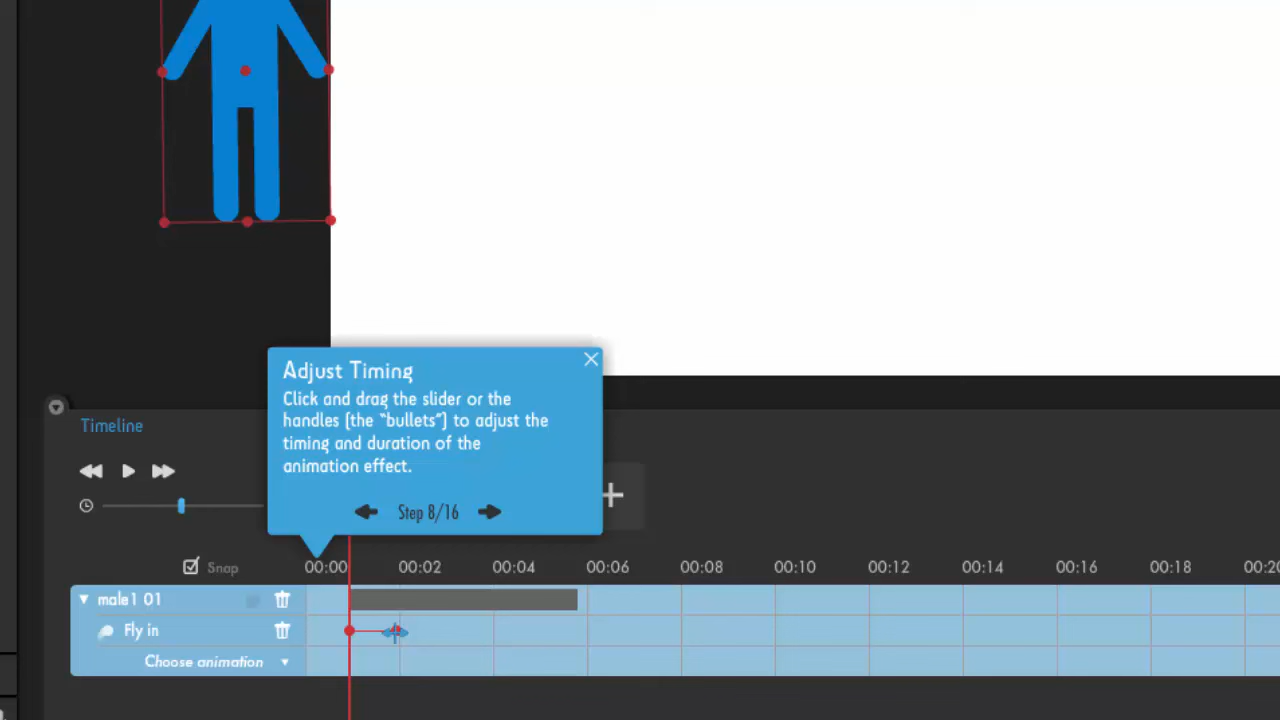 Adjust Timing
Click and drag the slider or the
handles (the “bullets”) to adjust the
timing and duration of the
animation effect.
Step 8/16
Timeline
Snap
00:00 00:02 00:04 00:06 00:08 00:10 00:12 00:14 00:16 00:18
male1 01
Fly in
Choose animation